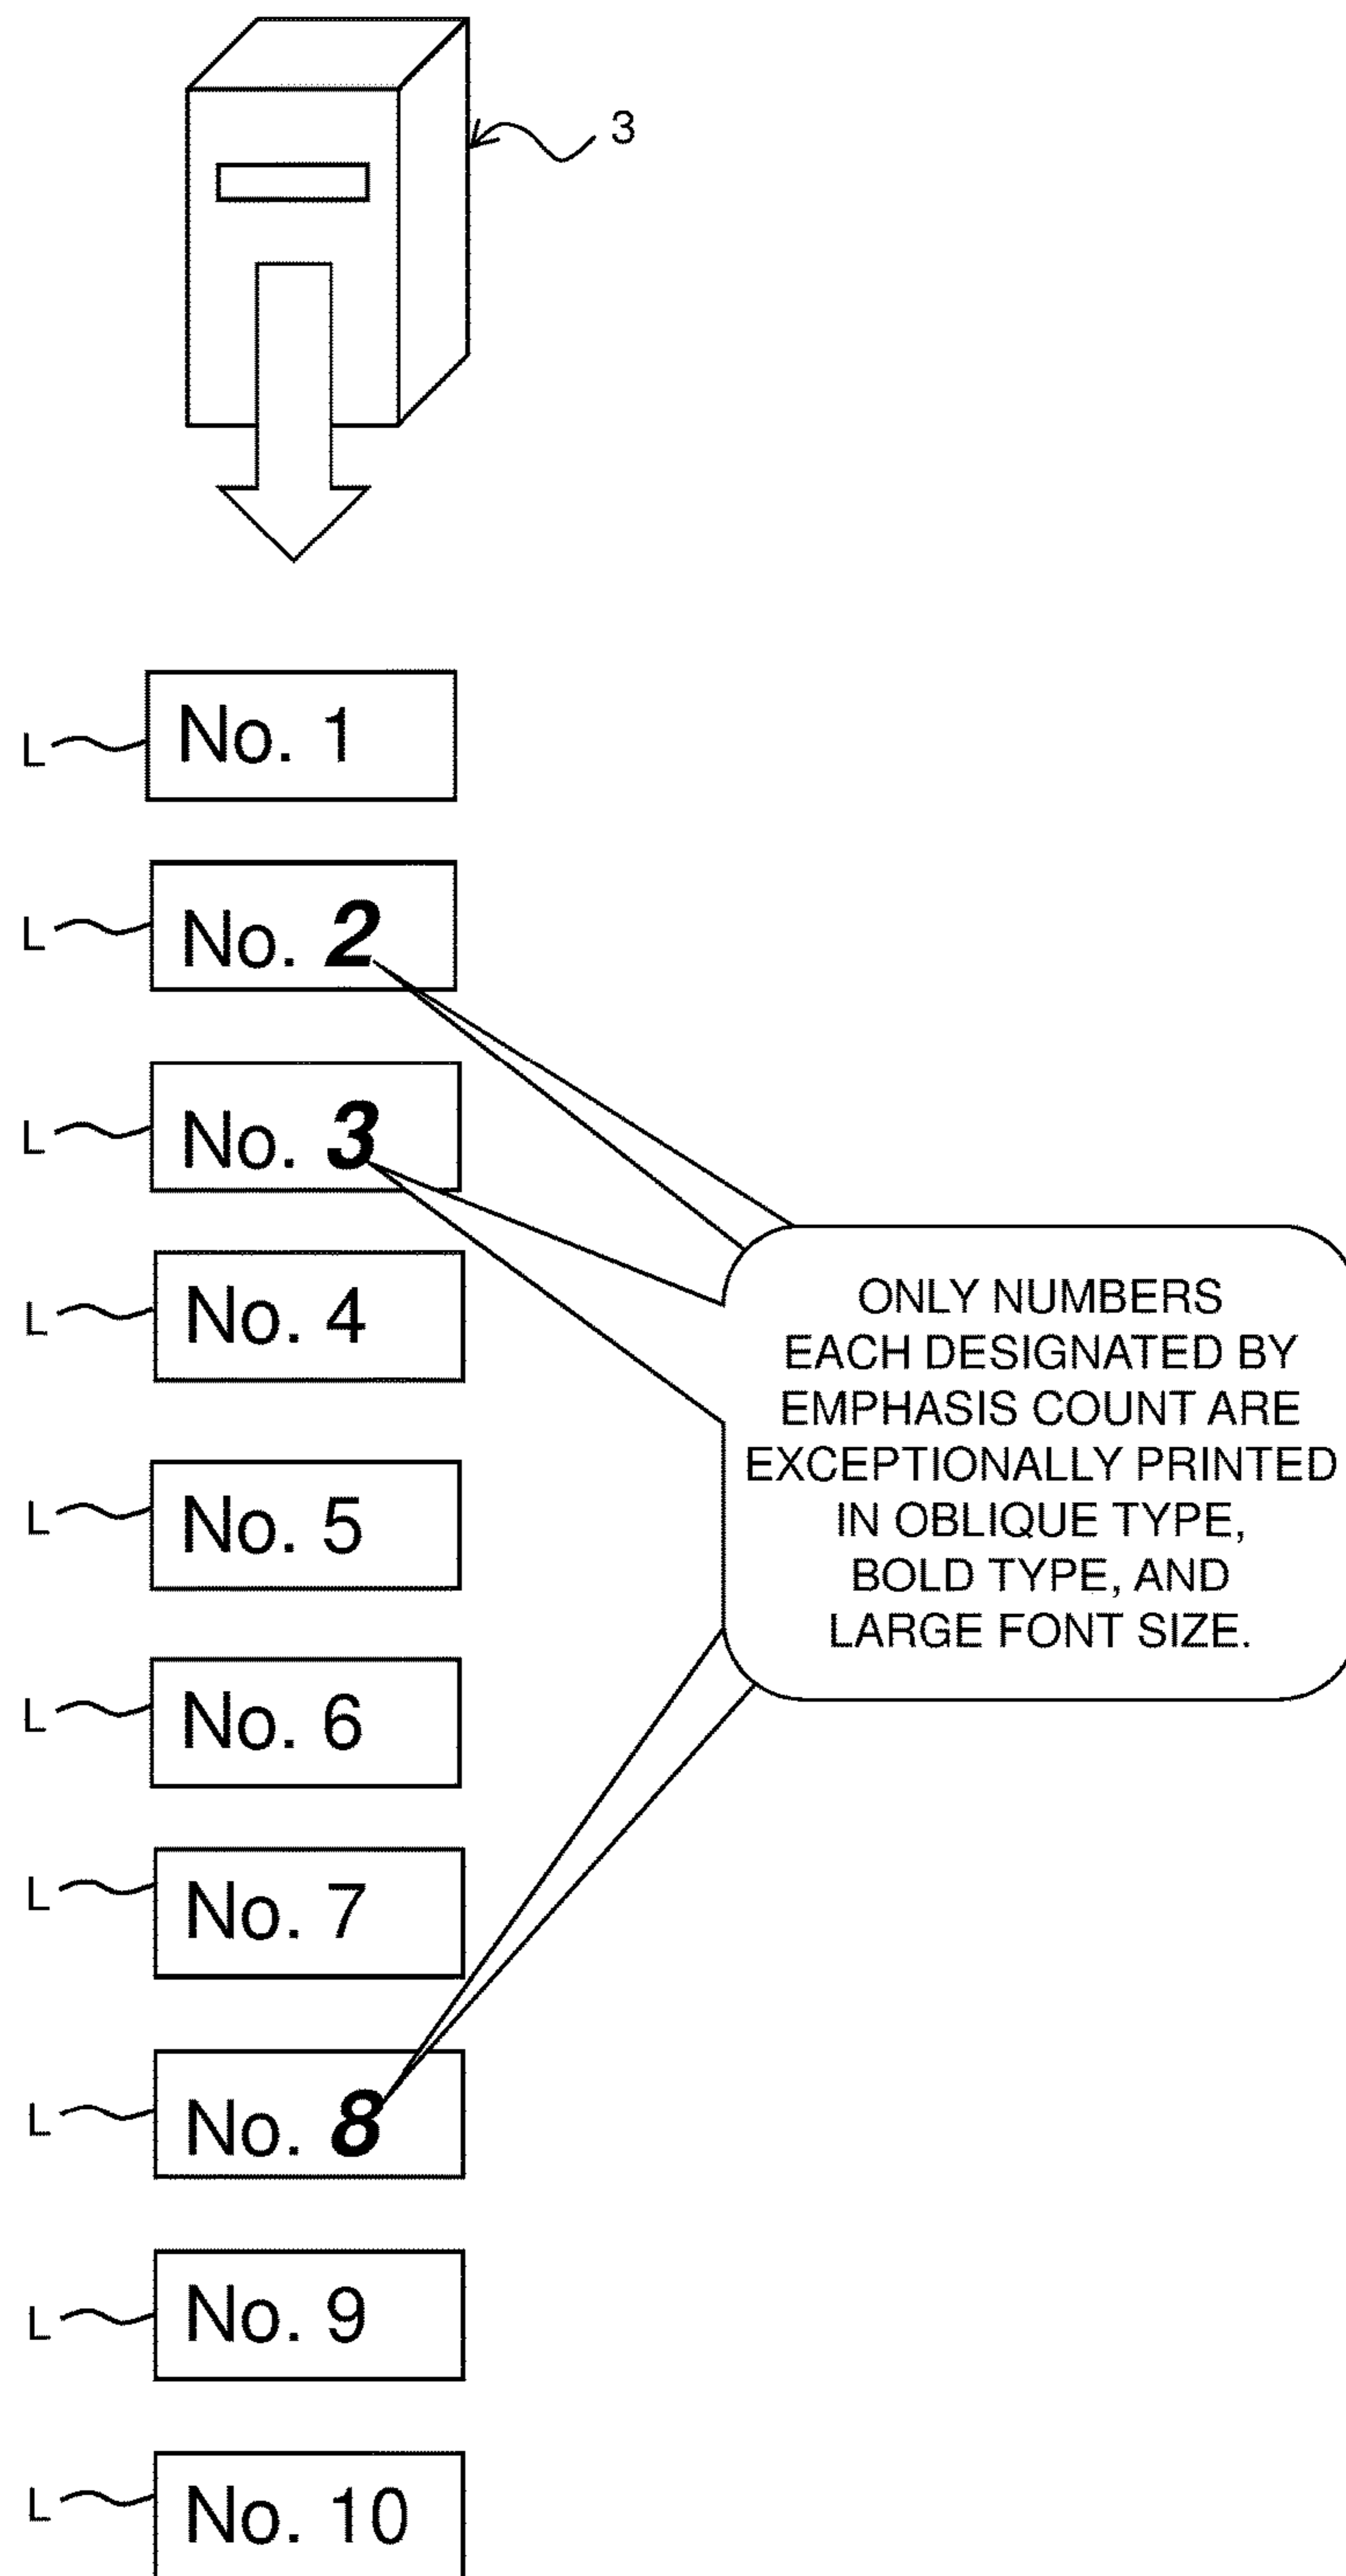 3
L No. 1
L No. 2
L No. 3
L No. 4
L No. 5
L No. 6
L No. 7
L No. 8
L No. 9
L No. 10
ONLY NUMBERS
EACH DESIGNATED BY
EMPHASIS COUNT ARE
EXCEPTIONALLY PRINTED
IN OBLIQUE TYPE,
BOLD TYPE, AND
LARGE FONT SIZE.